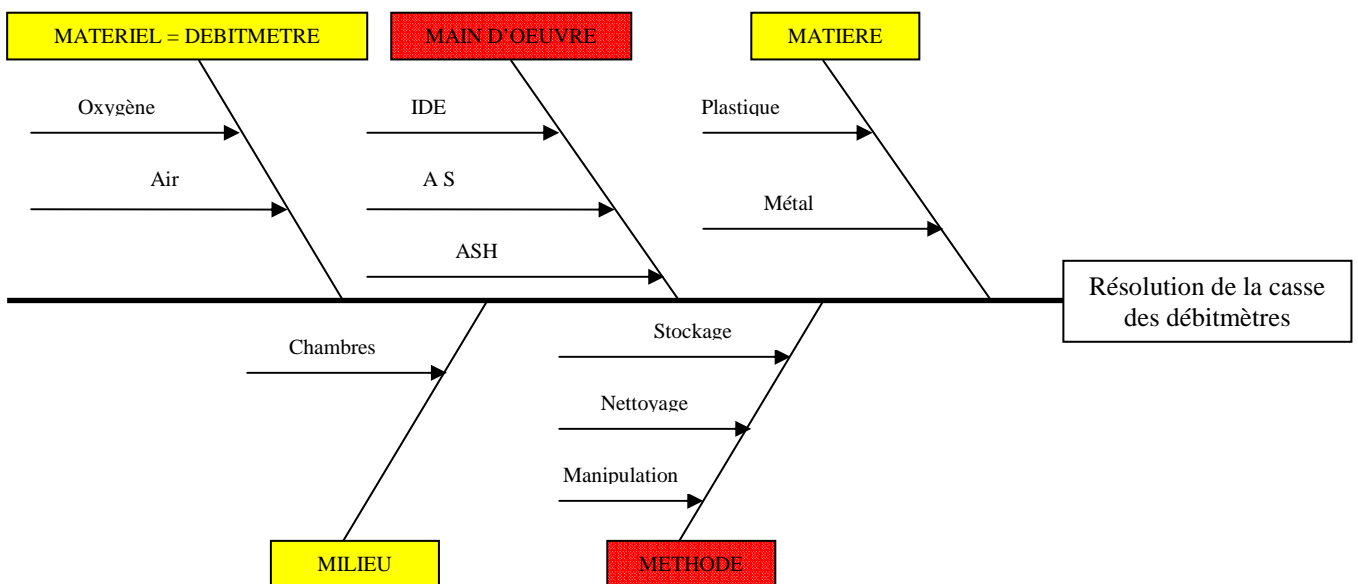 MATERIEL = DEBITMETRE
MAIN D'OEUVRE
MATIERE
Oxygène
IDE
Plastique
Air
A S
Métal
ASH
Résolution de la casse
des débitmètres
Chambres
Stockage
Nettoyage
Manipulation
MILIEU
METHODE